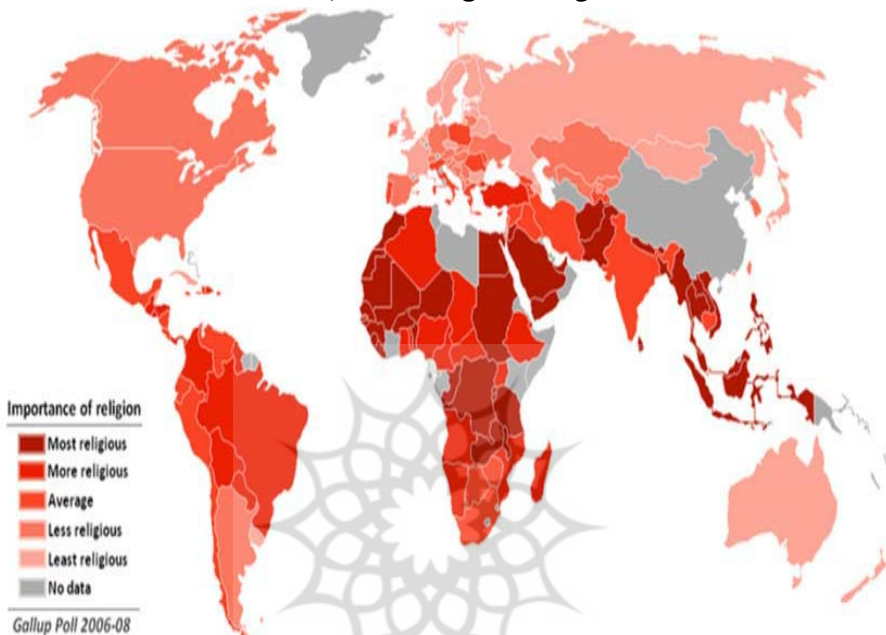 Importance of religion
Most religious
More religious
Average
Less religious
Least religious
No data
Gallup Poll 2006-08